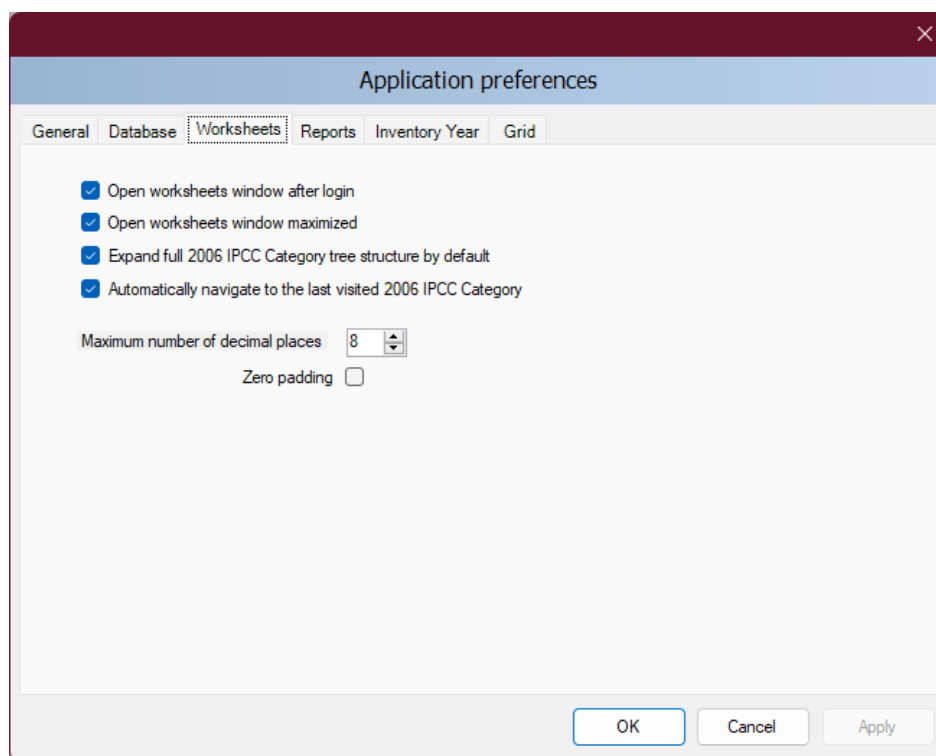 Application preferences
General Database Worksheets Reports Inventory Year Grid
Open worksheets window after login
Open worksheets window maximized
Expand full 2006 IPCC Category tree structure by default
Automatically navigate to the last visited 2006 IPCC Category
Maximum number of decimal places 8
Zero padding
OK Cancel Apply